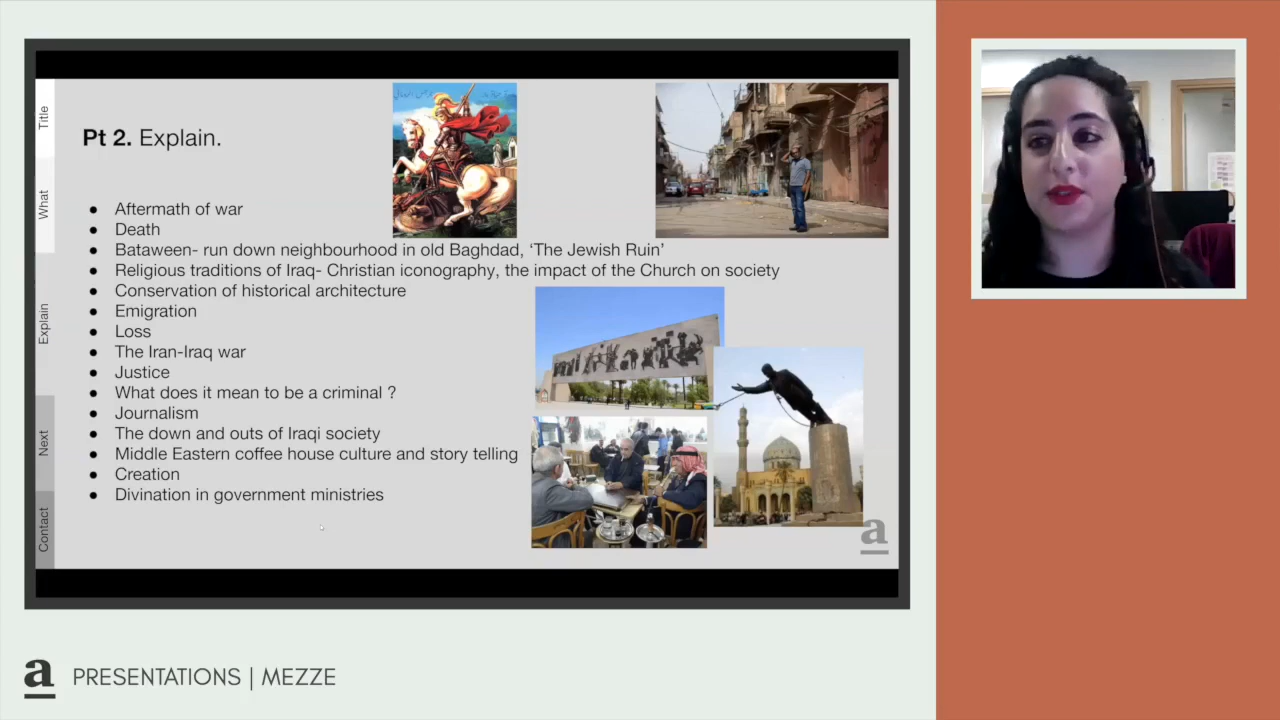 Title
What
Explain
Next
Contact
Pt 2. Explain.
● Aftermath of war
● Death
● Bataween- run down neighbourhood in old Baghdad, ‘The Jewish Ruin’
● Religious traditions of Iraq- Christian iconography, the impact of the Church on society
● Conservation of historical architecture
● Emigration
● Loss
● The Iran-Iraq war
● Justice
● What does it mean to be a criminal ?
● Journalism
● The down and outs of Iraqi society
● Middle Eastern coffee house culture and story telling
● Creation
● Divination in government ministries
a
a PRESENTATIONS | MEZZE